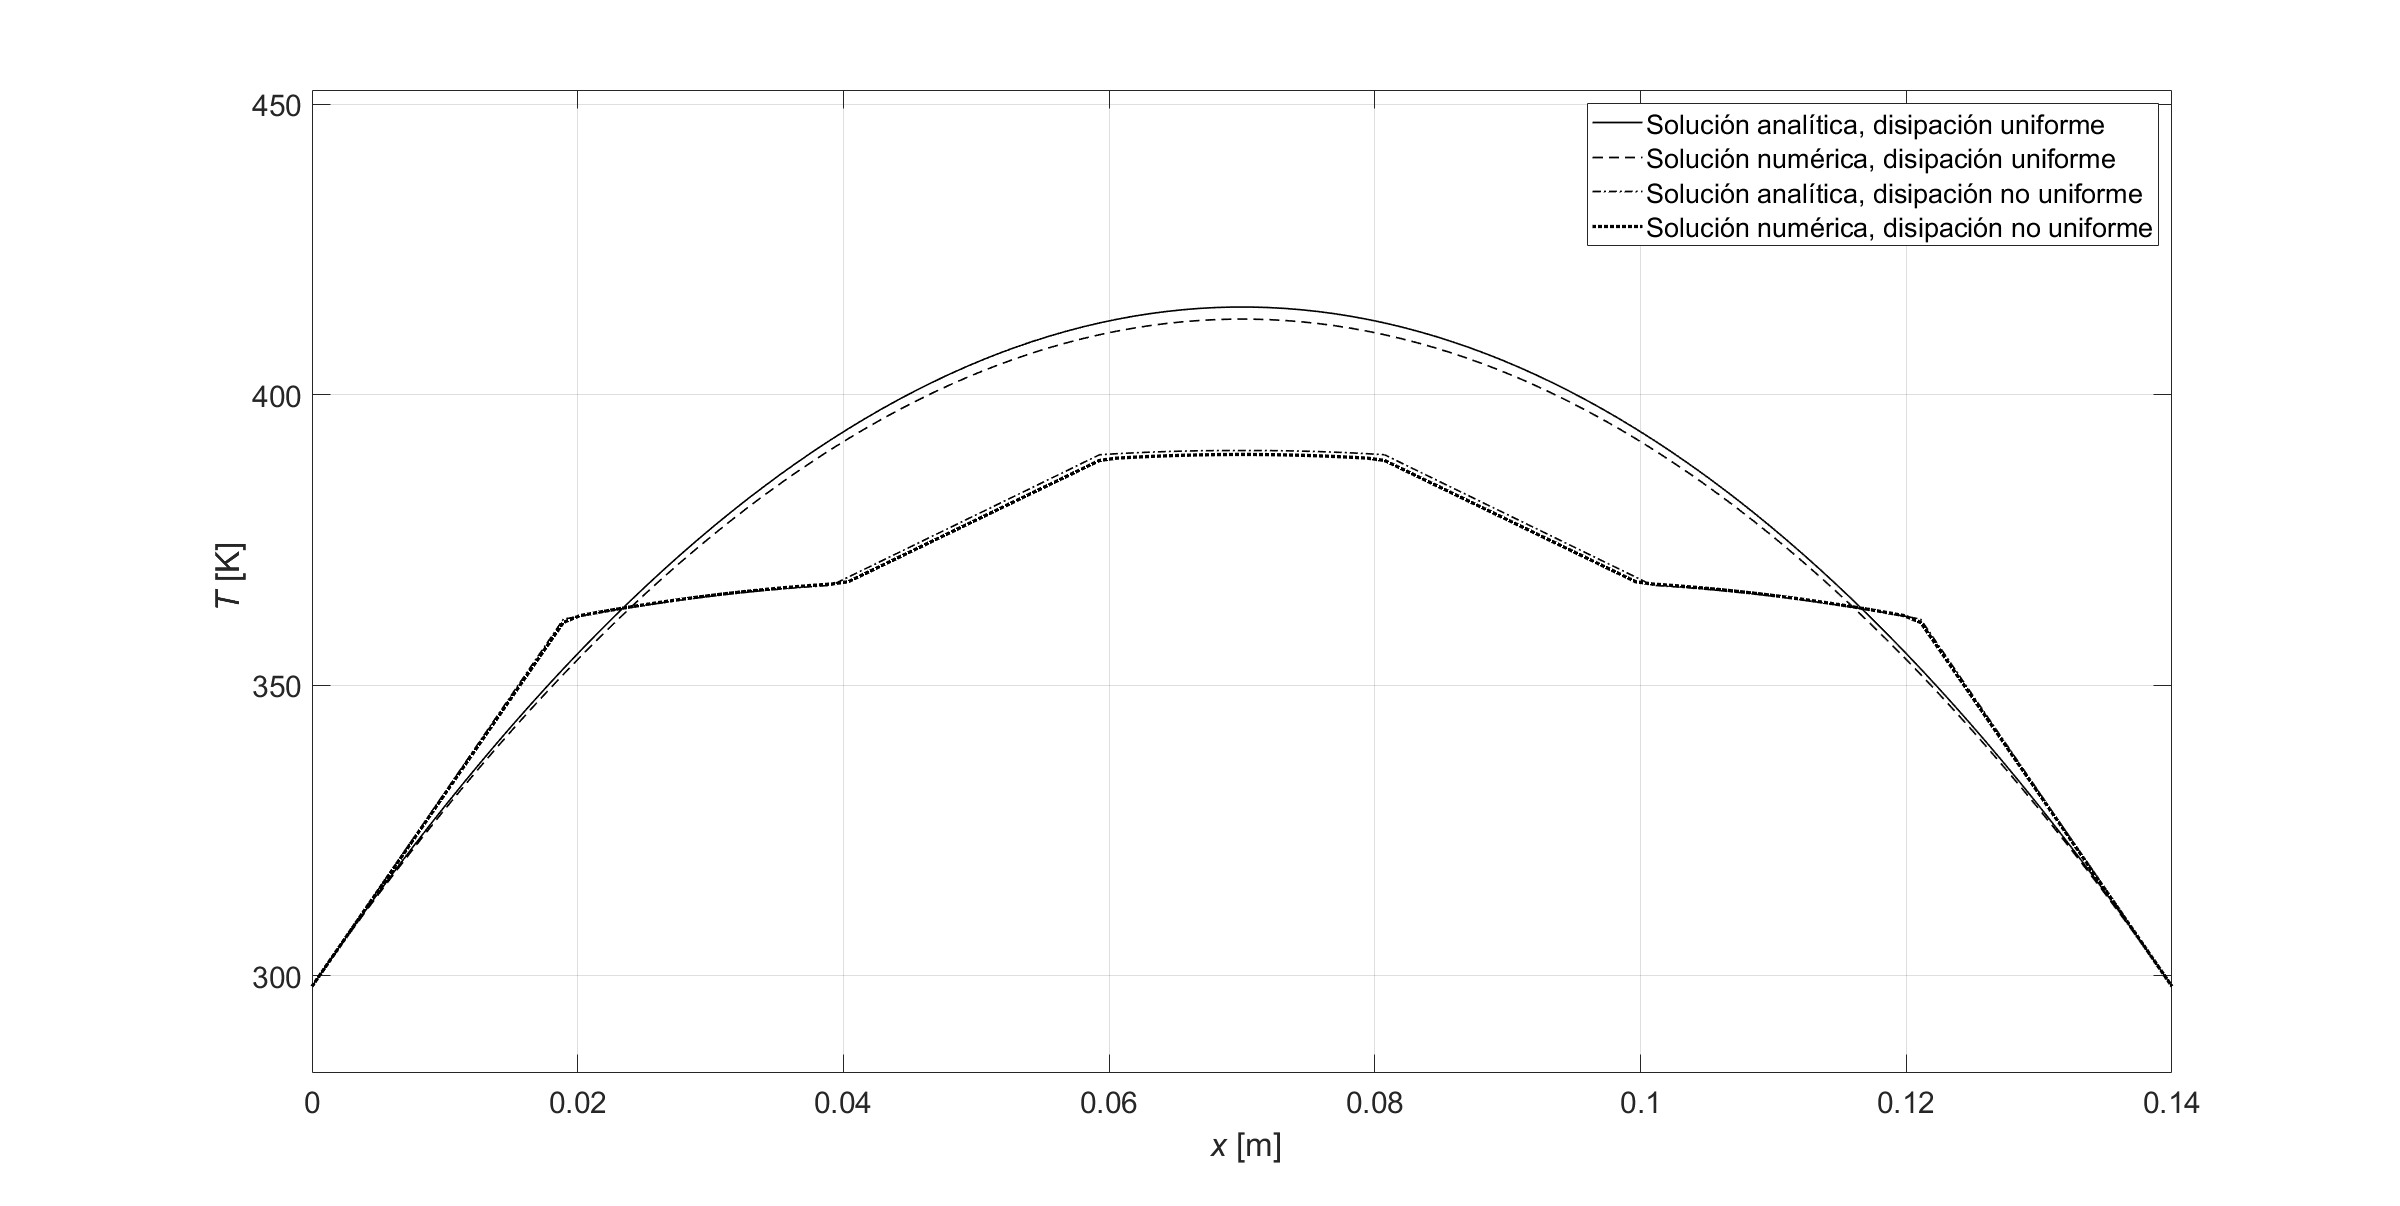 450
400
350
300
T [K]
Solución analítica, disipación uniforme
Solución numérica, disipación uniforme
Solución analítica, disipación no uniforme
Solución numérica, disipación no uniforme
0 0.02 0.04 0.06 0.08 0.1 0.12 0.14
x [m]